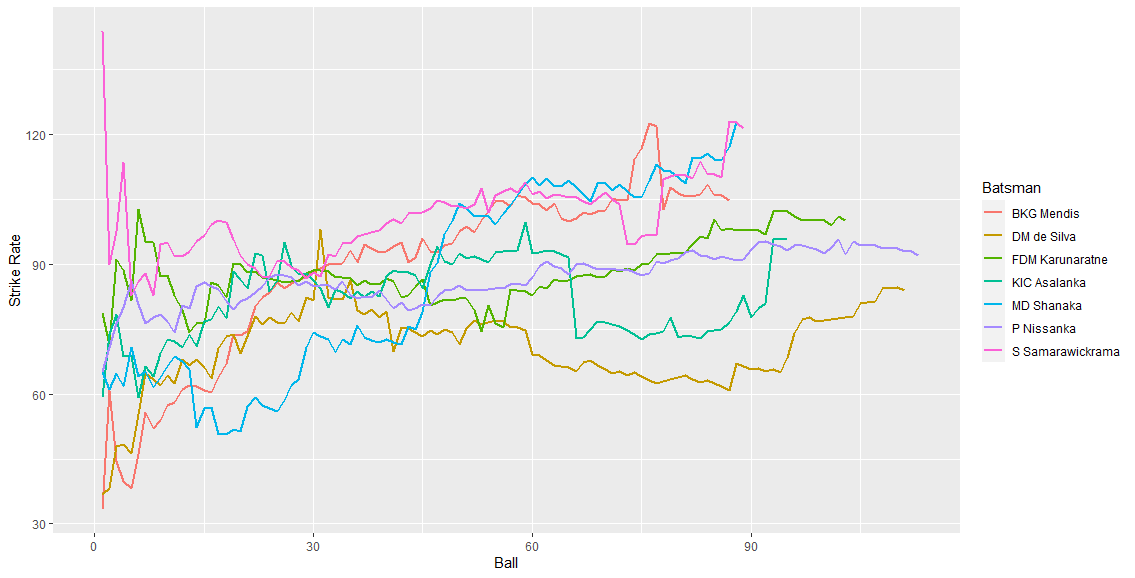 120
90
60
30
Strike Rate
0
30
60
90
Ball
Batsman
BKG Mendis
DM de Silva
FDM Karunaratne
KIC Asalanka
MD Shanaka
P Nissanka
S Samarawickrama